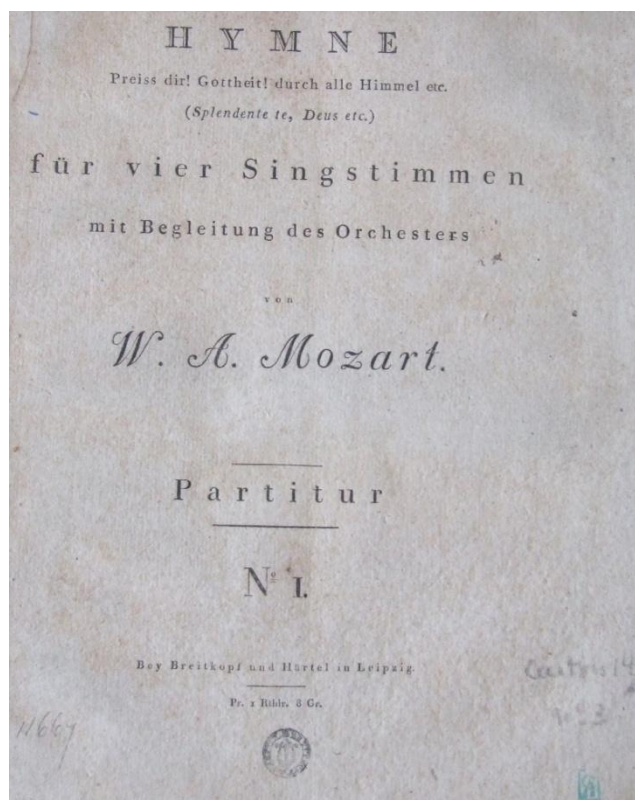 HYMNE
Preiss dir! Gottheit! durch alle Himmel etc.
(Splendente te, Deus etc.)
für vier Singstimmen
mit Begleitung des Orchesters
von
W. A. Mozart.
Partitur
Nº I.
Bey Breitkopf und Härtel in Leipzig.
Pr. 1 Rthlr. 8 Gr.